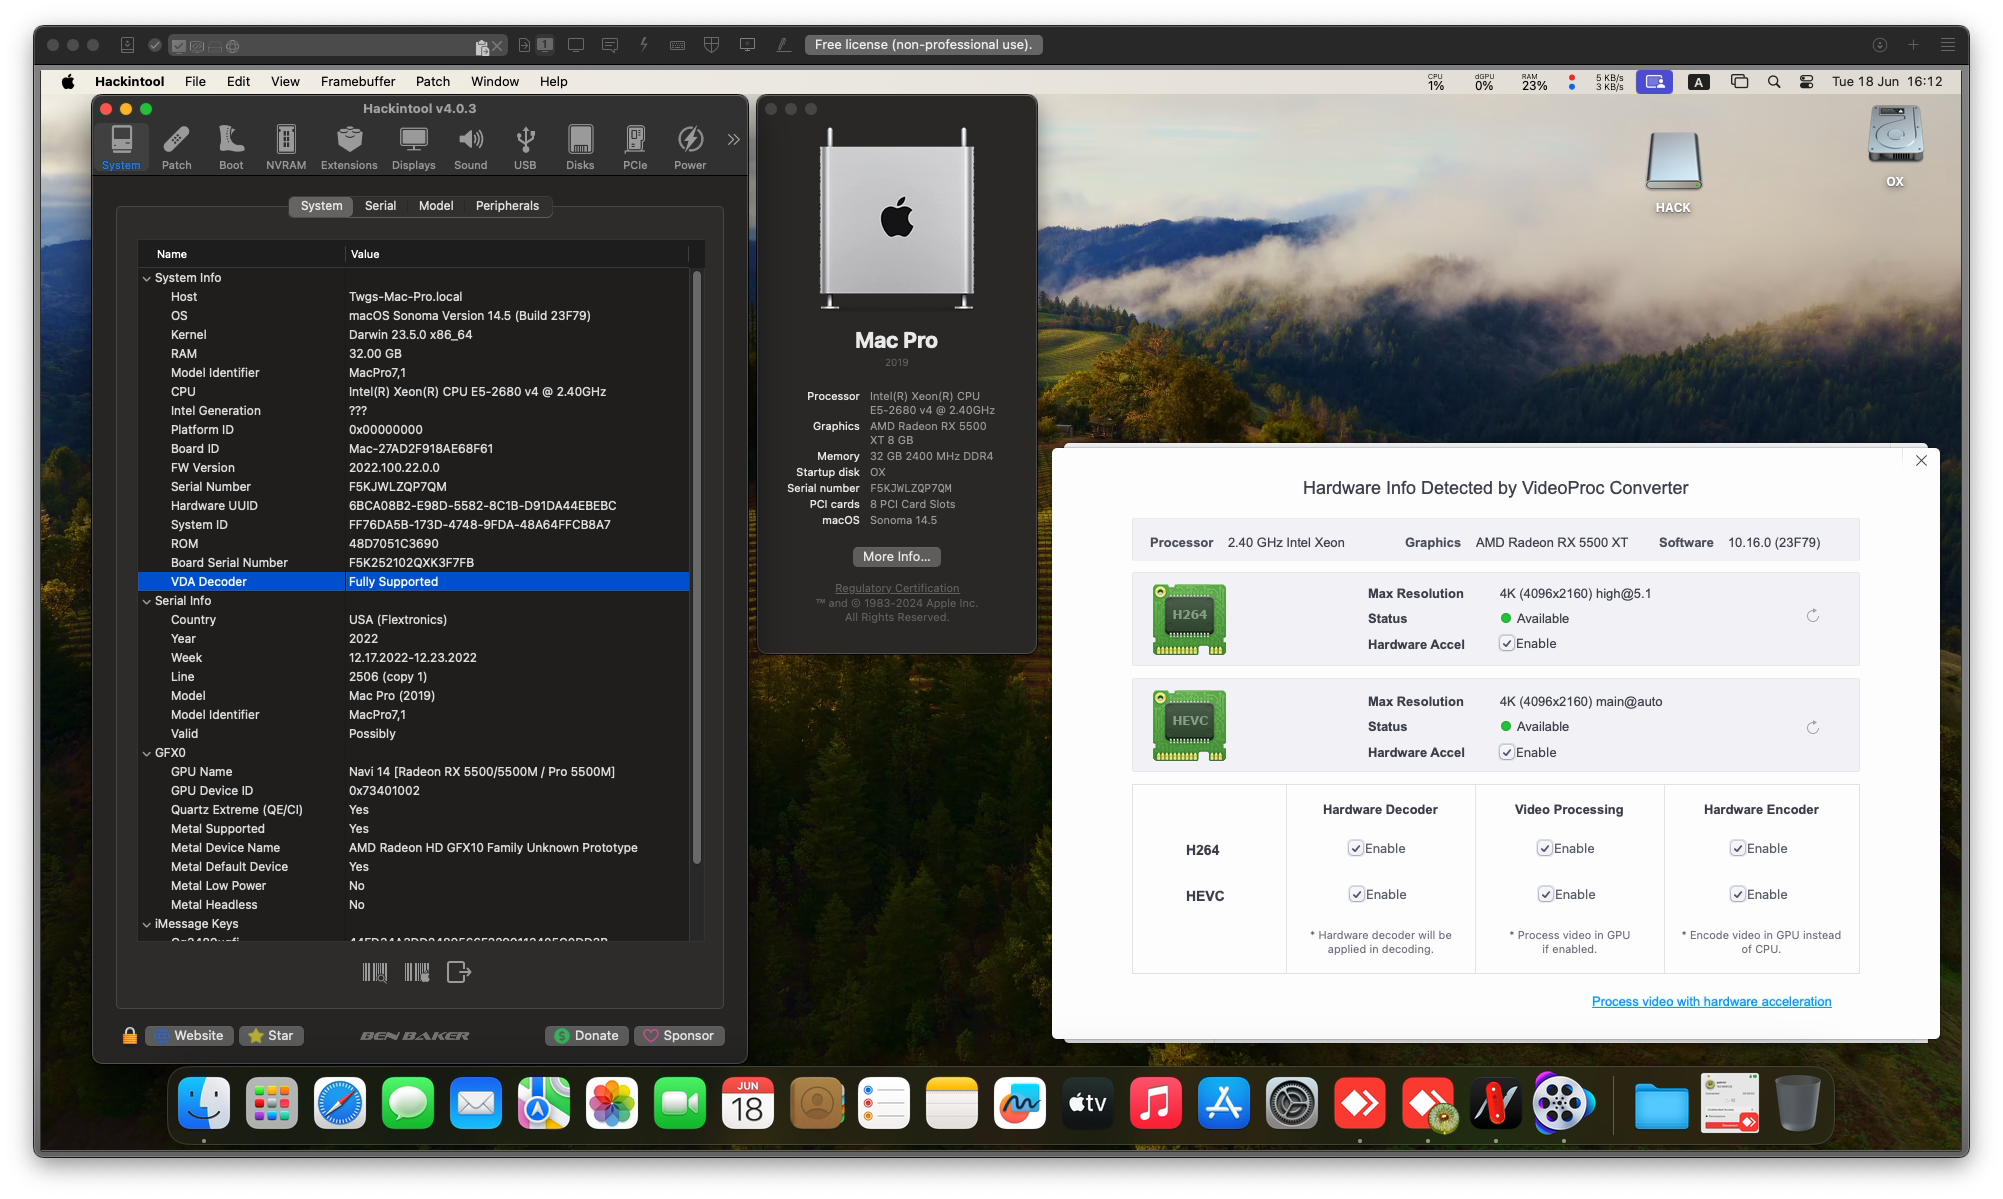 1
Free license (non-professional use).
Hackintool File Edit View Framebuffer Patch Window Help
CPU 1% dGPU 0% RAM 23% 5 KB/s 3 KB/s A Tue 18 Jun 16:12
Hackintool v4.0.3
System Patch Boot NVRAM Extensions Displays Sound USB Disks PCIe Power
System Serial Model Peripherals
Name Value
System Info
Host Twgs-Mac-Pro.local
OS macOS Sonoma Version 14.5 (Build 23F79)
Kernel Darwin 23.5.0 x86_64
RAM 32.00 GB
Model Identifier MacPro7,1
CPU Intel(R) Xeon(R) CPU E5-2680 v4 @ 2.40GHz
Intel Generation ???
Platform ID 0x00000000
Board ID Mac-27AD2F918AE68F61
FW Version 2022.100.22.0.0
Serial Number F5KJWLZQP7QM
Hardware UUID 6BCA08B2-E98D-5582-8C1B-D91DA44EBEBC
System ID FF76DA5B-173D-4748-9FDA-48A64FFCB8A7
ROM 48D7051C3690
Board Serial Number F5K252102QXK3F7FB
VDA Decoder Fully Supported
Serial Info
Country USA (Flextronics)
Year 2022
Week 12.17.2022-12.23.2022
Line 2506 (copy 1)
Model Mac Pro (2019)
Model Identifier MacPro7,1
Valid Possibly
GFX0
GPU Name Navi 14 [Radeon RX 5500/5500M / Pro 5500M]
GPU Device ID 0x73401002
Quartz Extreme (QE/CI) Yes
Metal Supported Yes
Metal Device Name AMD Radeon HD GFX10 Family Unknown Prototype
Metal Default Device Yes
Metal Low Power No
Metal Headless No
iMessage Keys
Website Star BEN BAKER Donate Sponsor
Mac Pro
2019
Processor Intel(R) Xeon(R) CPU
E5-2680 v4 @ 2.40GHz
Graphics AMD Radeon RX 5500
XT 8 GB
Memory 32 GB 2400 MHz DDR4
Startup disk OX
Serial number F5KJWLZQP7QM
PCI cards 8 PCI Card Slots
macOS Sonoma 14.5
More Info...
Regulatory Certification
™ and © 1983-2024 Apple Inc.
All Rights Reserved.
HACK
OX
Hardware Info Detected by VideoProc Converter
Processor 2.40 GHz Intel Xeon Graphics AMD Radeon RX 5500 XT Software 10.16.0 (23F79)
H264
Max Resolution 4K (4096x2160) high@5.1
Status Available
Hardware Accel Enable
HEVC
Max Resolution 4K (4096x2160) main@auto
Status Available
Hardware Accel Enable
Hardware Decoder Video Processing Hardware Encoder
H264 Enable Enable Enable
HEVC Enable Enable Enable
* Hardware decoder will be
applied in decoding.
* Process video in GPU
if enabled.
* Encode video in GPU instead
of CPU.
Process video with hardware acceleration
JUN
18
tv